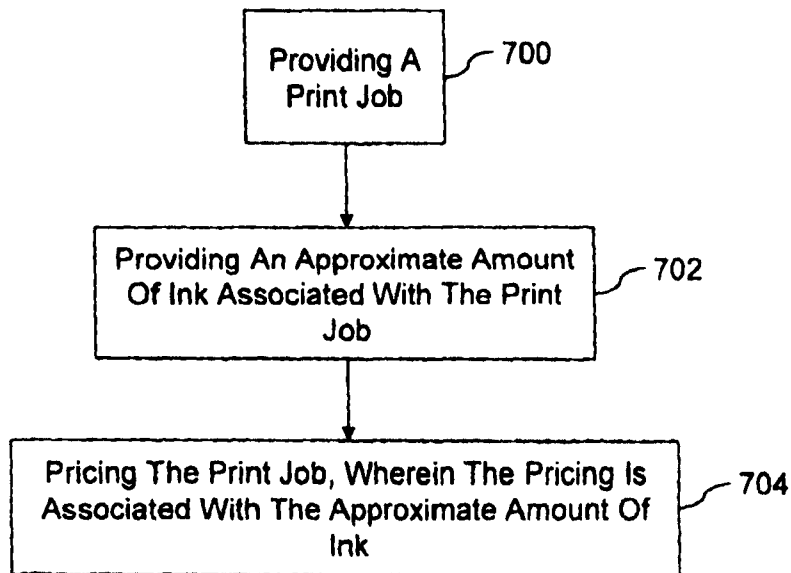 Providing A
Print Job
700
Providing An Approximate Amount
Of Ink Associated With The Print
Job
702
Pricing The Print Job, Wherein The Pricing Is
Associated With The Approximate Amount Of
Ink
704